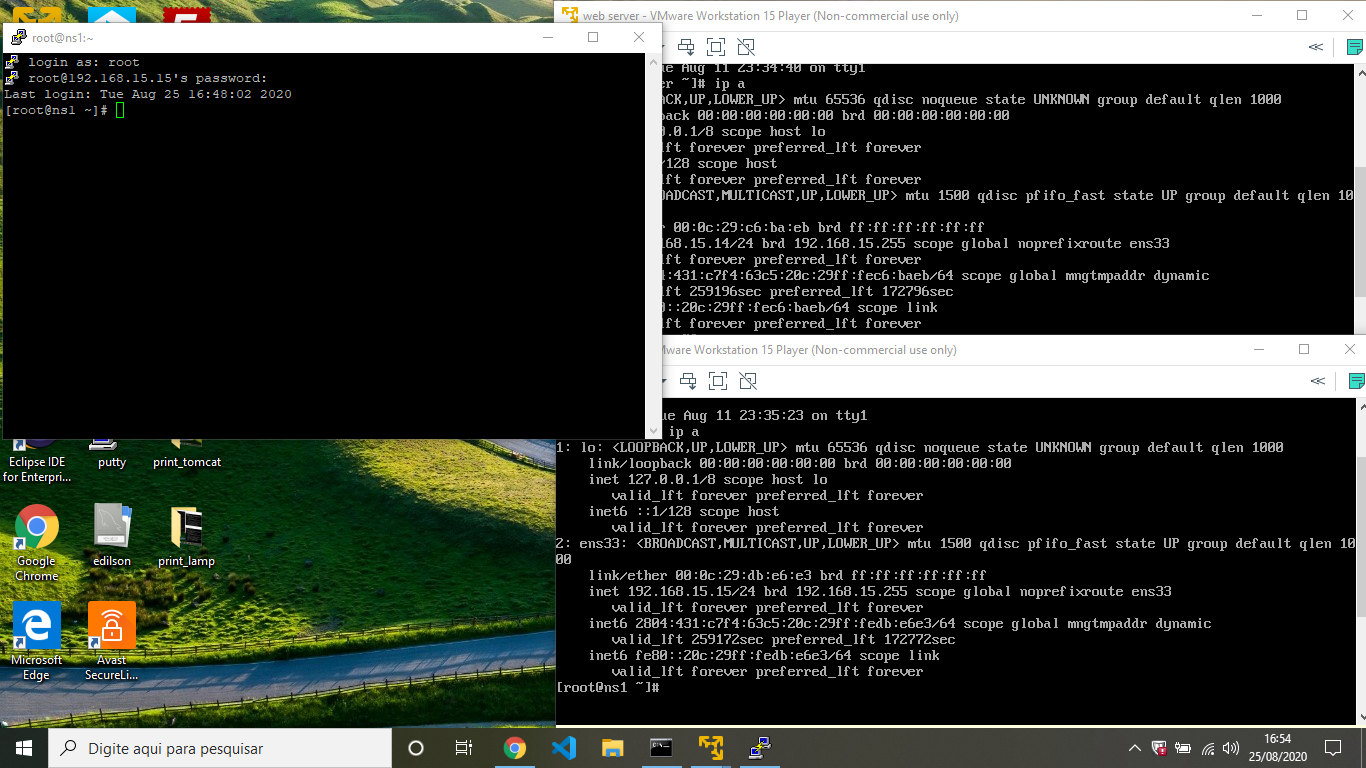 root@ns1:~
login as: root
root@192.168.15.15's password:
Last login: Tue Aug 25 16:48:02 2020
[root@ns1 ~]#
web server - VMware Workstation 15 Player (Non-commercial use only)
ue Aug 11 23:34:40 on tty1
er ~]# ip a
ACK,UP,LOWER_UP> mtu 65536 qdisc noqueue state UNKNOWN group default qlen 1000
back 00:00:00:00:00:00 brd 00:00:00:00:00:00
.0.1/8 scope host lo
lft forever preferred_lft forever
/128 scope host
lft forever preferred_lft forever
ADCAST,MULTICAST,UP,LOWER_UP> mtu 1500 qdisc pfifo_fast state UP group default qlen 10
r 00:0c:29:c6:ba:eb brd ff:ff:ff:ff:ff:ff
68.15.14/24 brd 192.168.15.255 scope global noprefixroute ens33
lft forever preferred_lft forever
4:431:c7f4:63c5:20c:29ff:fec6:baeb/64 scope global mngtmpaddr dynamic
lft 259196sec preferred_lft 172796sec
::20c:29ff:fec6:baeb/64 scope link
lft forever preferred_lft forever
Mware Workstation 15 Player (Non-commercial use only)
ue Aug 11 23:35:23 on tty1
ip a
1: lo: <LOOPBACK,UP,LOWER_UP> mtu 65536 qdisc noqueue state UNKNOWN group default qlen 1000
link/loopback 00:00:00:00:00:00 brd 00:00:00:00:00:00
inet 127.0.0.1/8 scope host lo
valid_lft forever preferred_lft forever
inet6 ::1/128 scope host
valid_lft forever preferred_lft forever
2: ens33: <BROADCAST,MULTICAST,UP,LOWER_UP> mtu 1500 qdisc pfifo_fast state UP group default qlen 10
00
link/ether 00:0c:29:db:e6:e3 brd ff:ff:ff:ff:ff:ff
inet 192.168.15.15/24 brd 192.168.15.255 scope global noprefixroute ens33
valid_lft forever preferred_lft forever
inet6 2804:431:c7f4:63c5:20c:29ff:fedb:e6e3/64 scope global mngtmpaddr dynamic
valid_lft 259172sec preferred_lft 172772sec
inet6 fe80::20c:29ff:fedb:e6e3/64 scope link
valid_lft forever preferred_lft forever
[root@ns1 ~]#
Eclipse IDE
for Enterpri...
putty
print_tomcat
Google
Chrome
edilson
print_lamp
Microsoft
Edge
Avast
SecureLi...
Digite aqui para pesquisar
16:54
25/08/2020